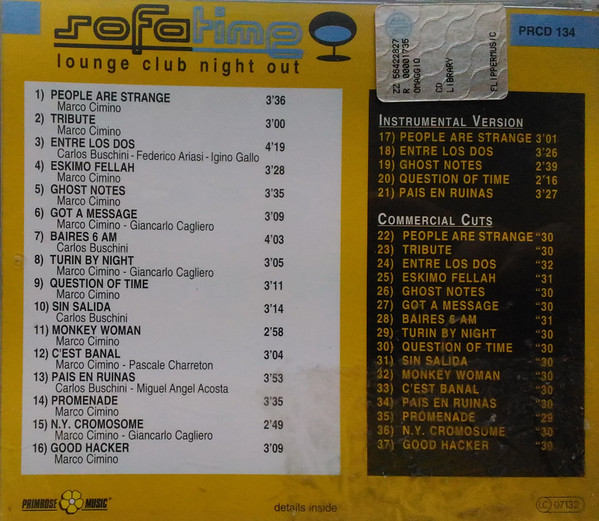 sofa time
lounge club night out
ZZ 56422827
R 00001735
OMAGGIO
CD
LIBRARY
FLIPPERMUSIC
PRCD 134
1) PEOPLE ARE STRANGE 3'36
Marco Cimino
2) TRIBUTE 3'00
Marco Cimino
3) ENTRE LOS DOS 4'19
Carlos Buschini - Federico Ariasi - Igino Gallo
4) ESKIMO FELLAH 3'28
Marco Cimino
5) GHOST NOTES 3'35
Marco Cimino
6) GOT A MESSAGE 3'09
Marco Cimino - Giancarlo Cagliero
7) BAIRES 6 AM 4'03
Carlos Buschini
8) TURIN BY NIGHT 3'05
Marco Cimino - Giancarlo Cagliero
9) QUESTION OF TIME 3'11
Marco Cimino
10) SIN SALIDA 3'14
Carlos Buschini
11) MONKEY WOMAN 2'58
Marco Cimino
12) C'EST BANAL 3'04
Marco Cimino - Pascale Charreton
13) PAIS EN RUINAS 3'53
Carlos Buschini - Miguel Angel Acosta
14) PROMENADE 3'35
Marco Cimino
15) N.Y. CROMOSOME 2'49
Marco Cimino - Giancarlo Cagliero
16) GOOD HACKER 3'09
Marco Cimino
INSTRUMENTAL VERSION
17) PEOPLE ARE STRANGE 3'01
18) ENTRE LOS DOS 3'26
19) GHOST NOTES 2'39
20) QUESTION OF TIME 2'16
21) PAIS EN RUINAS 3'27
COMMERCIAL CUTS
22) PEOPLE ARE STRANGE "30
23) TRIBUTE "30
24) ENTRE LOS DOS "32
25) ESKIMO FELLAH "31
26) GHOST NOTES "30
27) GOT A MESSAGE "30
28) BAIRES 6 AM "31
29) TURIN BY NIGHT "30
30) QUESTION OF TIME "30
31) SIN SALIDA "30
32) MONKEY WOMAN "30
33) C'EST BANAL "30
34) PAIS EN RUINAS "30
35) PROMENADE "29
36) N.Y. CROMOSOME "30
37) GOOD HACKER "30
PRIMROSE MUSIC
details inside
LC 07132